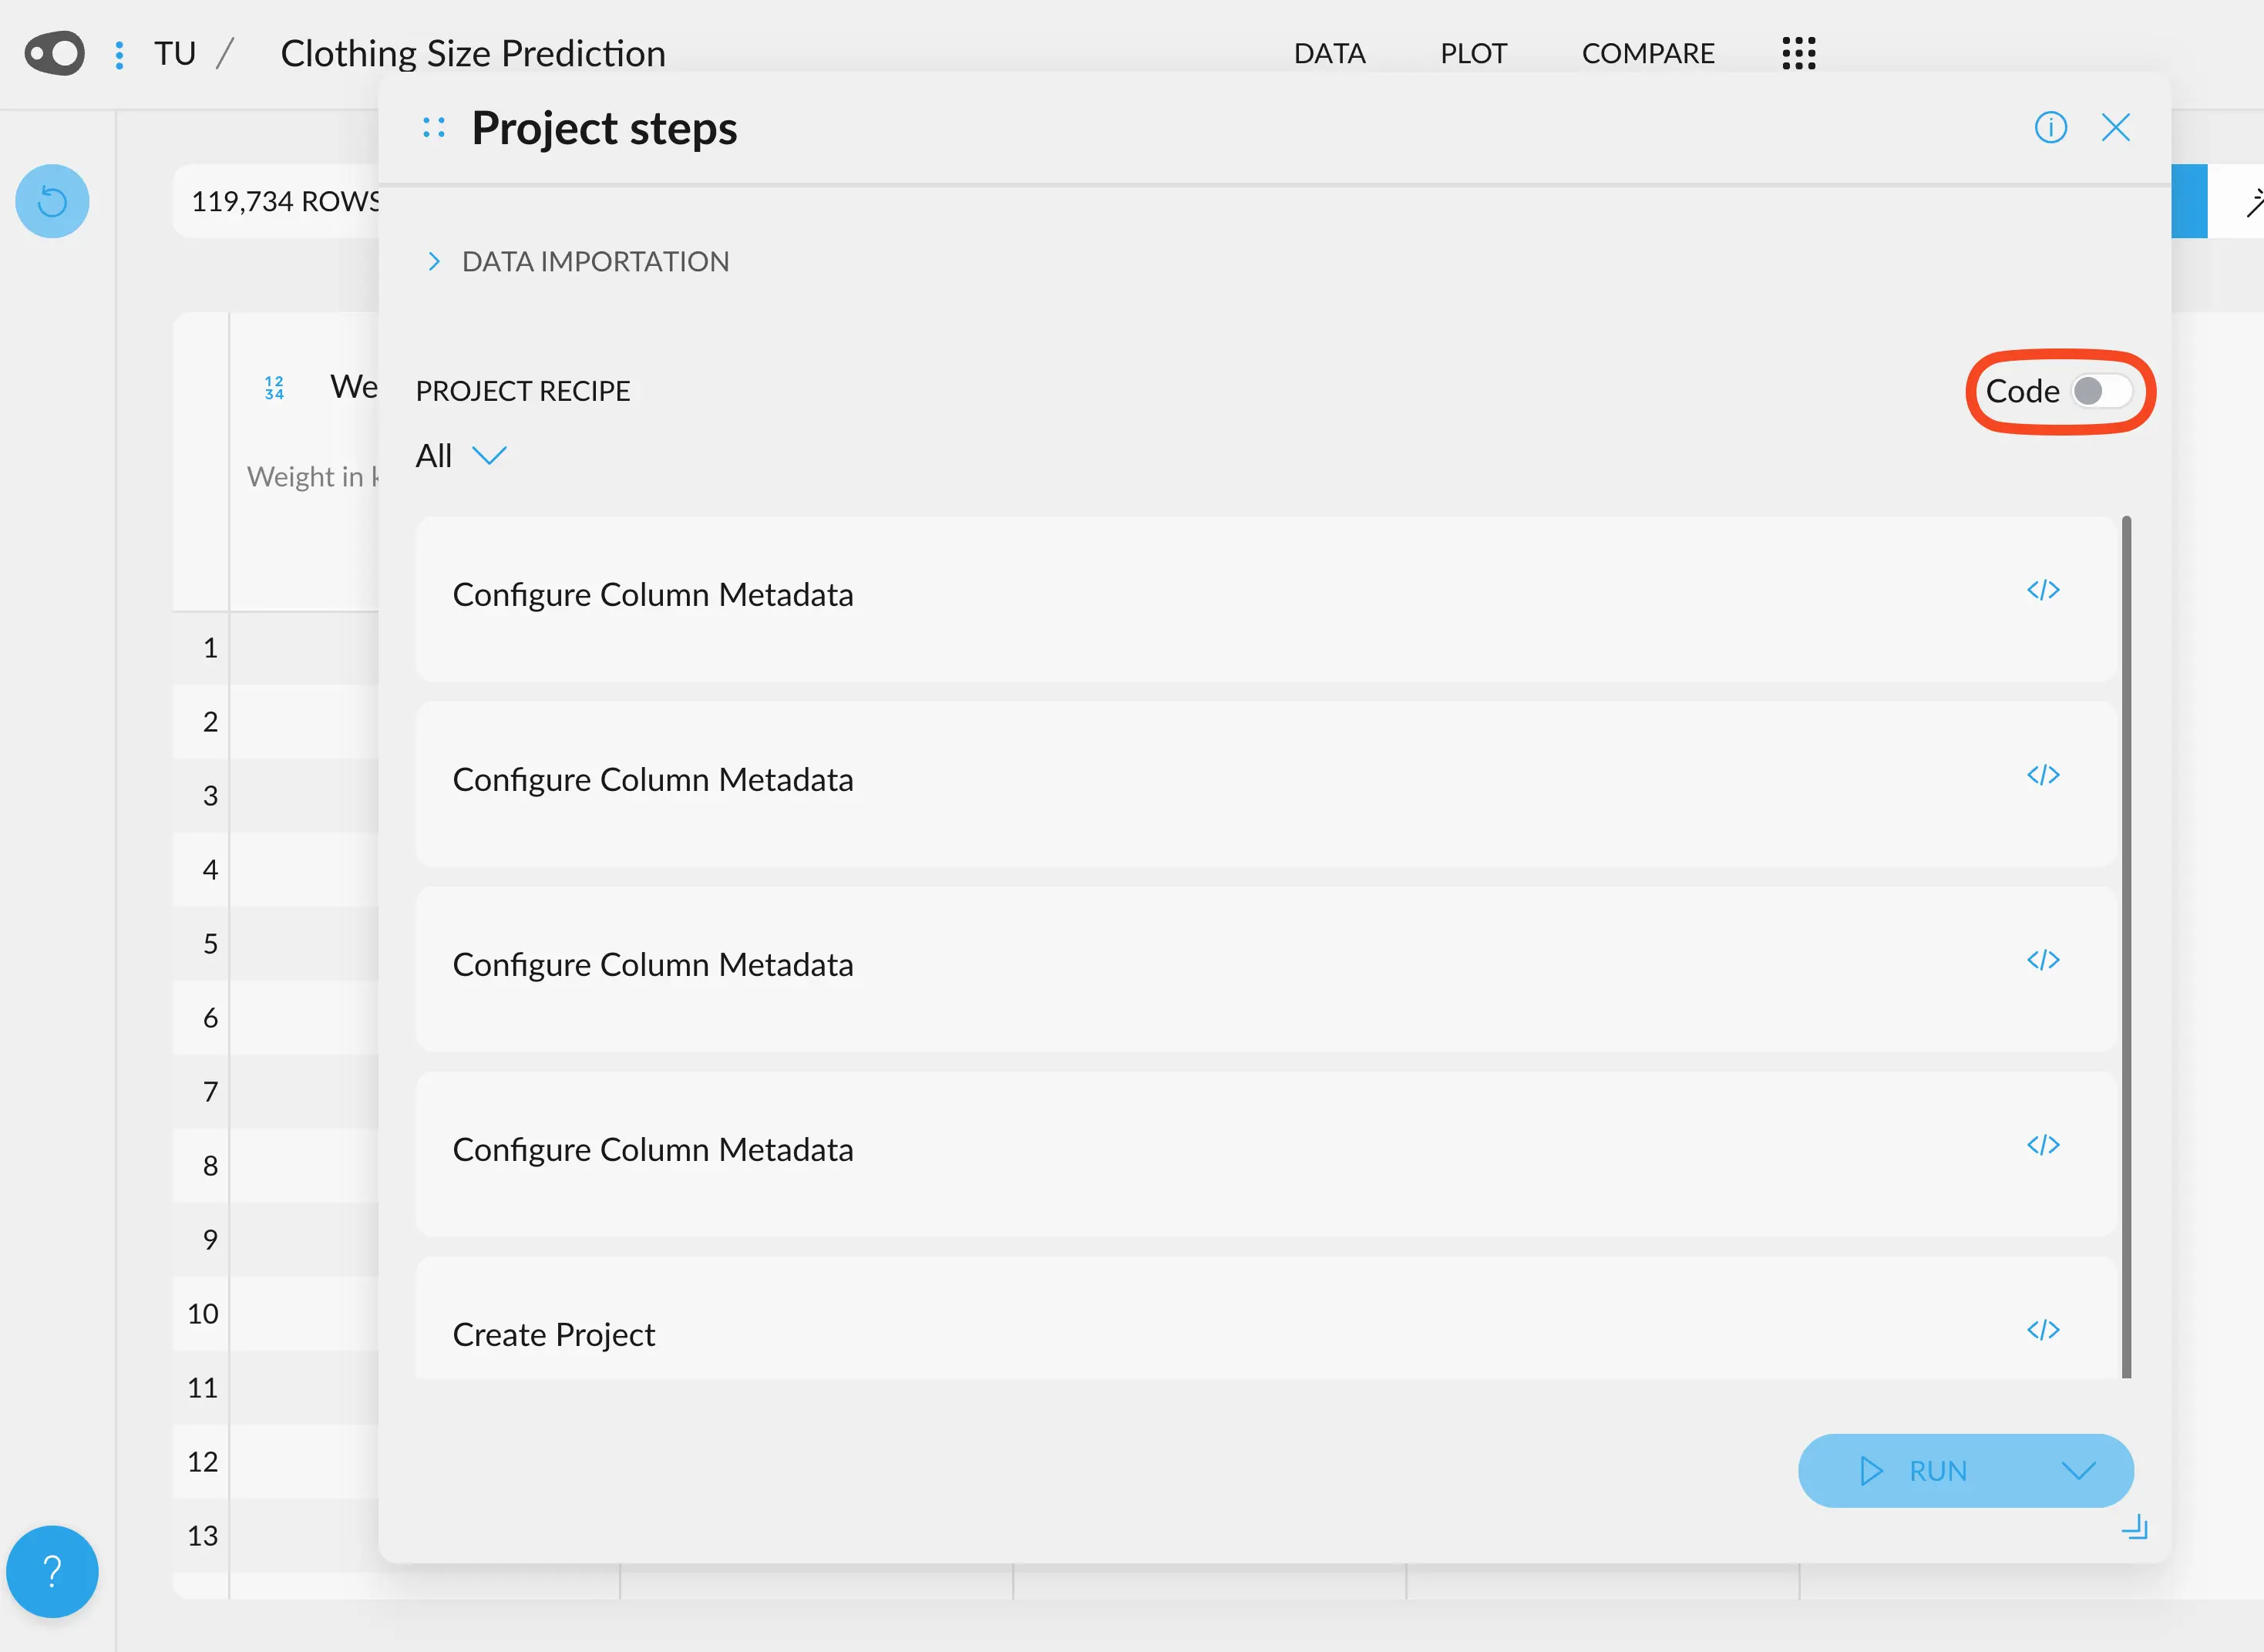 TU / Clothing Size Prediction
DATA
PLOT
COMPARE
Project steps
119,734 ROWS
DATA IMPORTATION
12
34
We
PROJECT RECIPE
Code
All
Weight in k
Configure Column Metadata
</>
1
2
Configure Column Metadata
</>
3
4
5
Configure Column Metadata
</>
6
7
Configure Column Metadata
</>
8
9
10
Create Project
</>
11
12
RUN
13
?